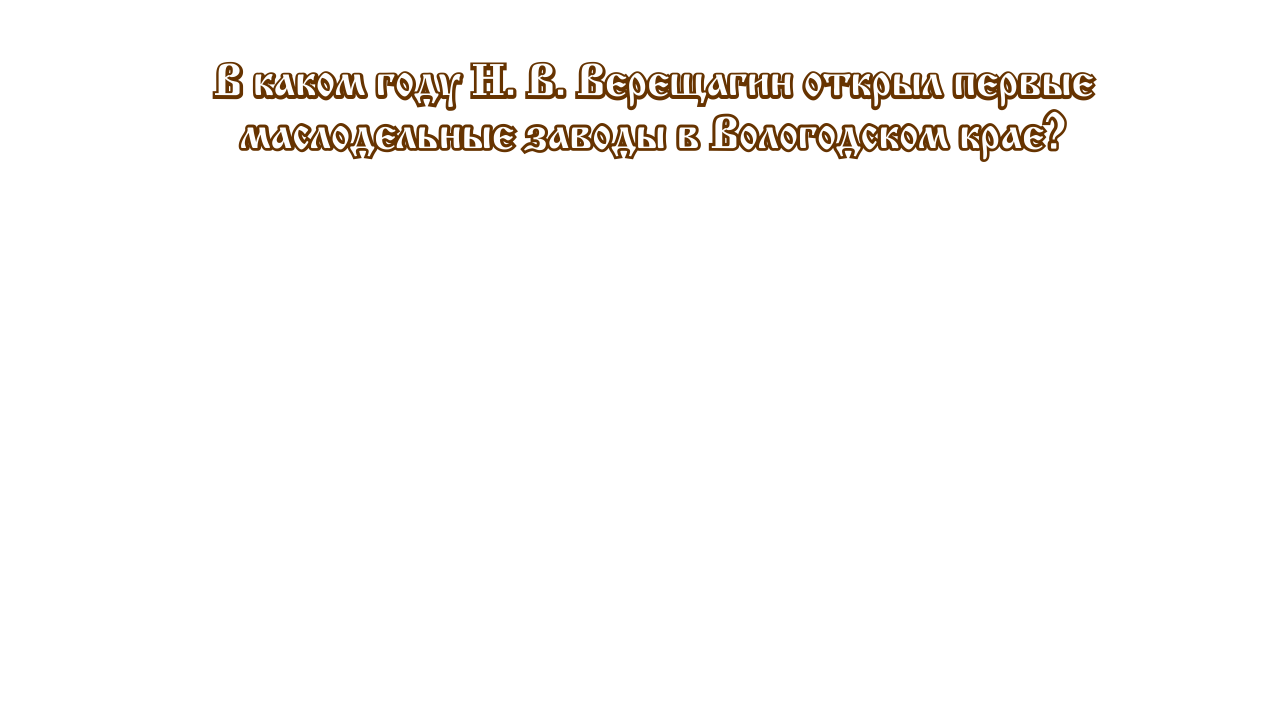 В каком году Н. В. Верещагин открыл первые
маслодельные заводы в Вологодском крае?